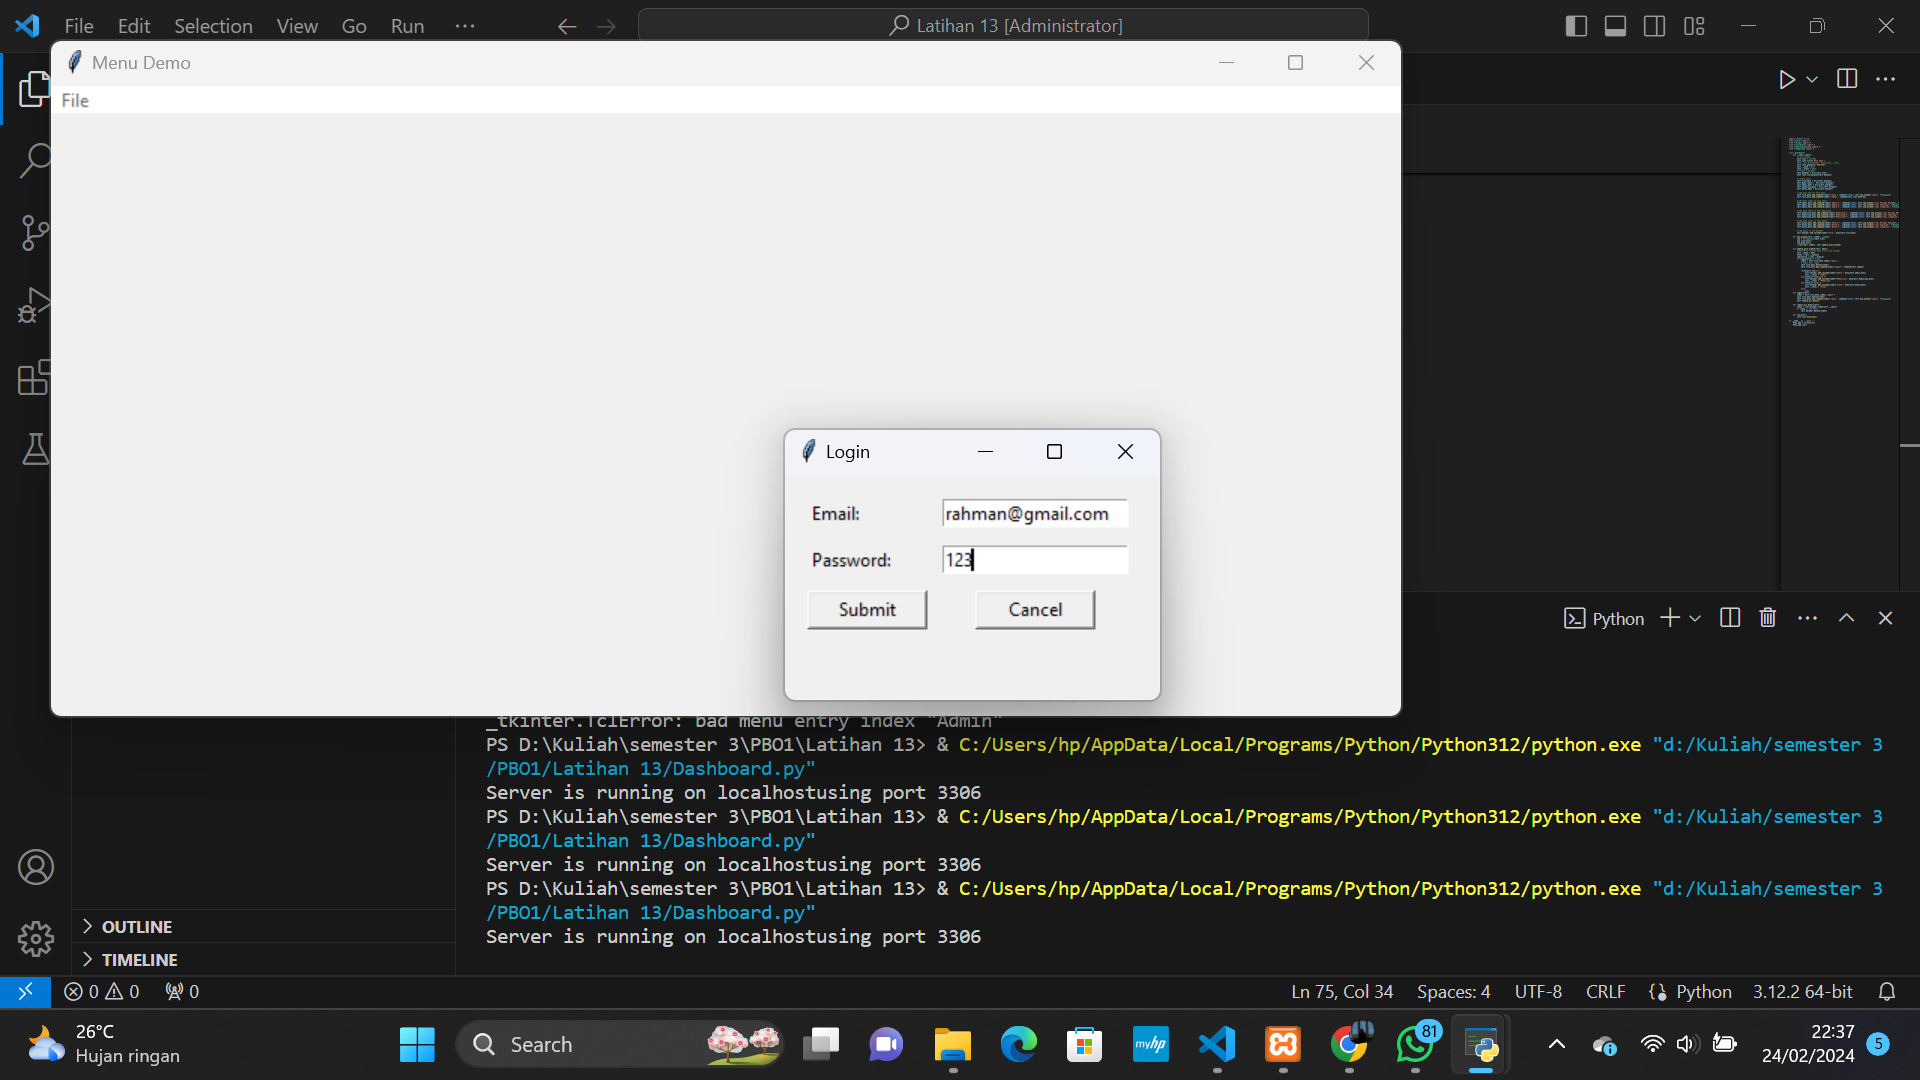 File Edit Selection View Go Run ··· Latihan 13 [Administrator]
Menu Demo
File
Login
Email: rahman@gmail.com
Password: 123
Submit Cancel
Python
_tkinter.TclError: bad menu entry index "Admin"
PS D:\Kuliah\semester 3\PBO1\Latihan 13> & C:/Users/hp/AppData/Local/Programs/Python/Python312/python.exe "d:/Kuliah/semester 3
/PBO1/Latihan 13/Dashboard.py"
Server is running on localhostusing port 3306
PS D:\Kuliah\semester 3\PBO1\Latihan 13> & C:/Users/hp/AppData/Local/Programs/Python/Python312/python.exe "d:/Kuliah/semester 3
/PBO1/Latihan 13/Dashboard.py"
Server is running on localhostusing port 3306
PS D:\Kuliah\semester 3\PBO1\Latihan 13> & C:/Users/hp/AppData/Local/Programs/Python/Python312/python.exe "d:/Kuliah/semester 3
/PBO1/Latihan 13/Dashboard.py"
Server is running on localhostusing port 3306
OUTLINE
TIMELINE
0 0 0 Ln 75, Col 34 Spaces: 4 UTF-8 CRLF Python 3.12.2 64-bit
26°C
Hujan ringan
Search
myhp
81
22:37
24/02/2024
5